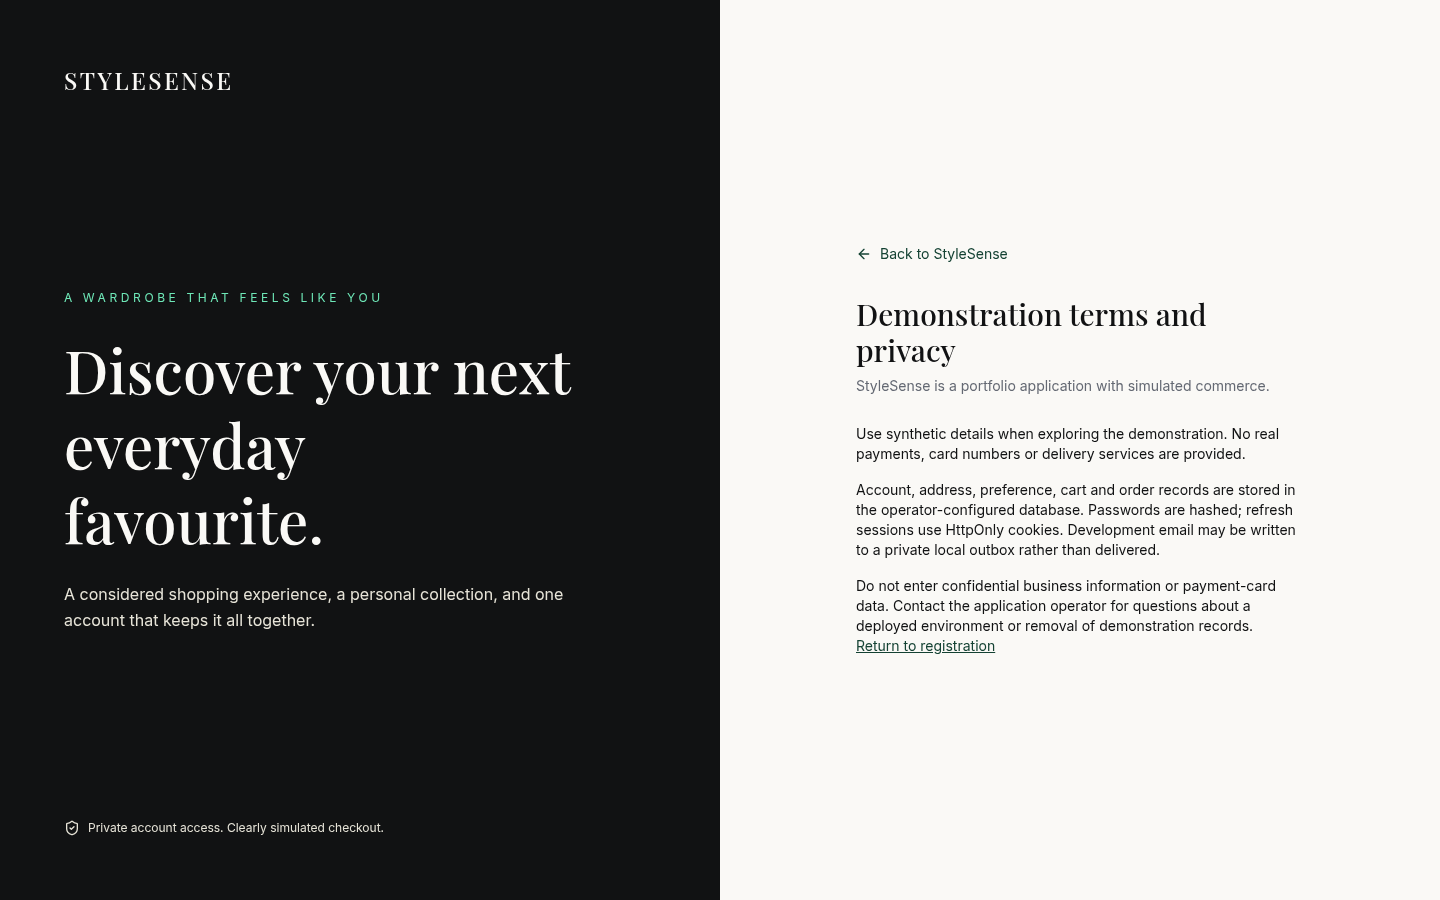 STYLESENSE
A WARDROBE THAT FEELS LIKE YOU
Discover your next
everyday
favourite.
A considered shopping experience, a personal collection, and one
account that keeps it all together.
Private account access. Clearly simulated checkout.
Back to StyleSense
Demonstration terms and
privacy
StyleSense is a portfolio application with simulated commerce.
Use synthetic details when exploring the demonstration. No real
payments, card numbers or delivery services are provided.
Account, address, preference, cart and order records are stored in
the operator-configured database. Passwords are hashed; refresh
sessions use HttpOnly cookies. Development email may be written
to a private local outbox rather than delivered.
Do not enter confidential business information or payment-card
data. Contact the application operator for questions about a
deployed environment or removal of demonstration records.
Return to registration